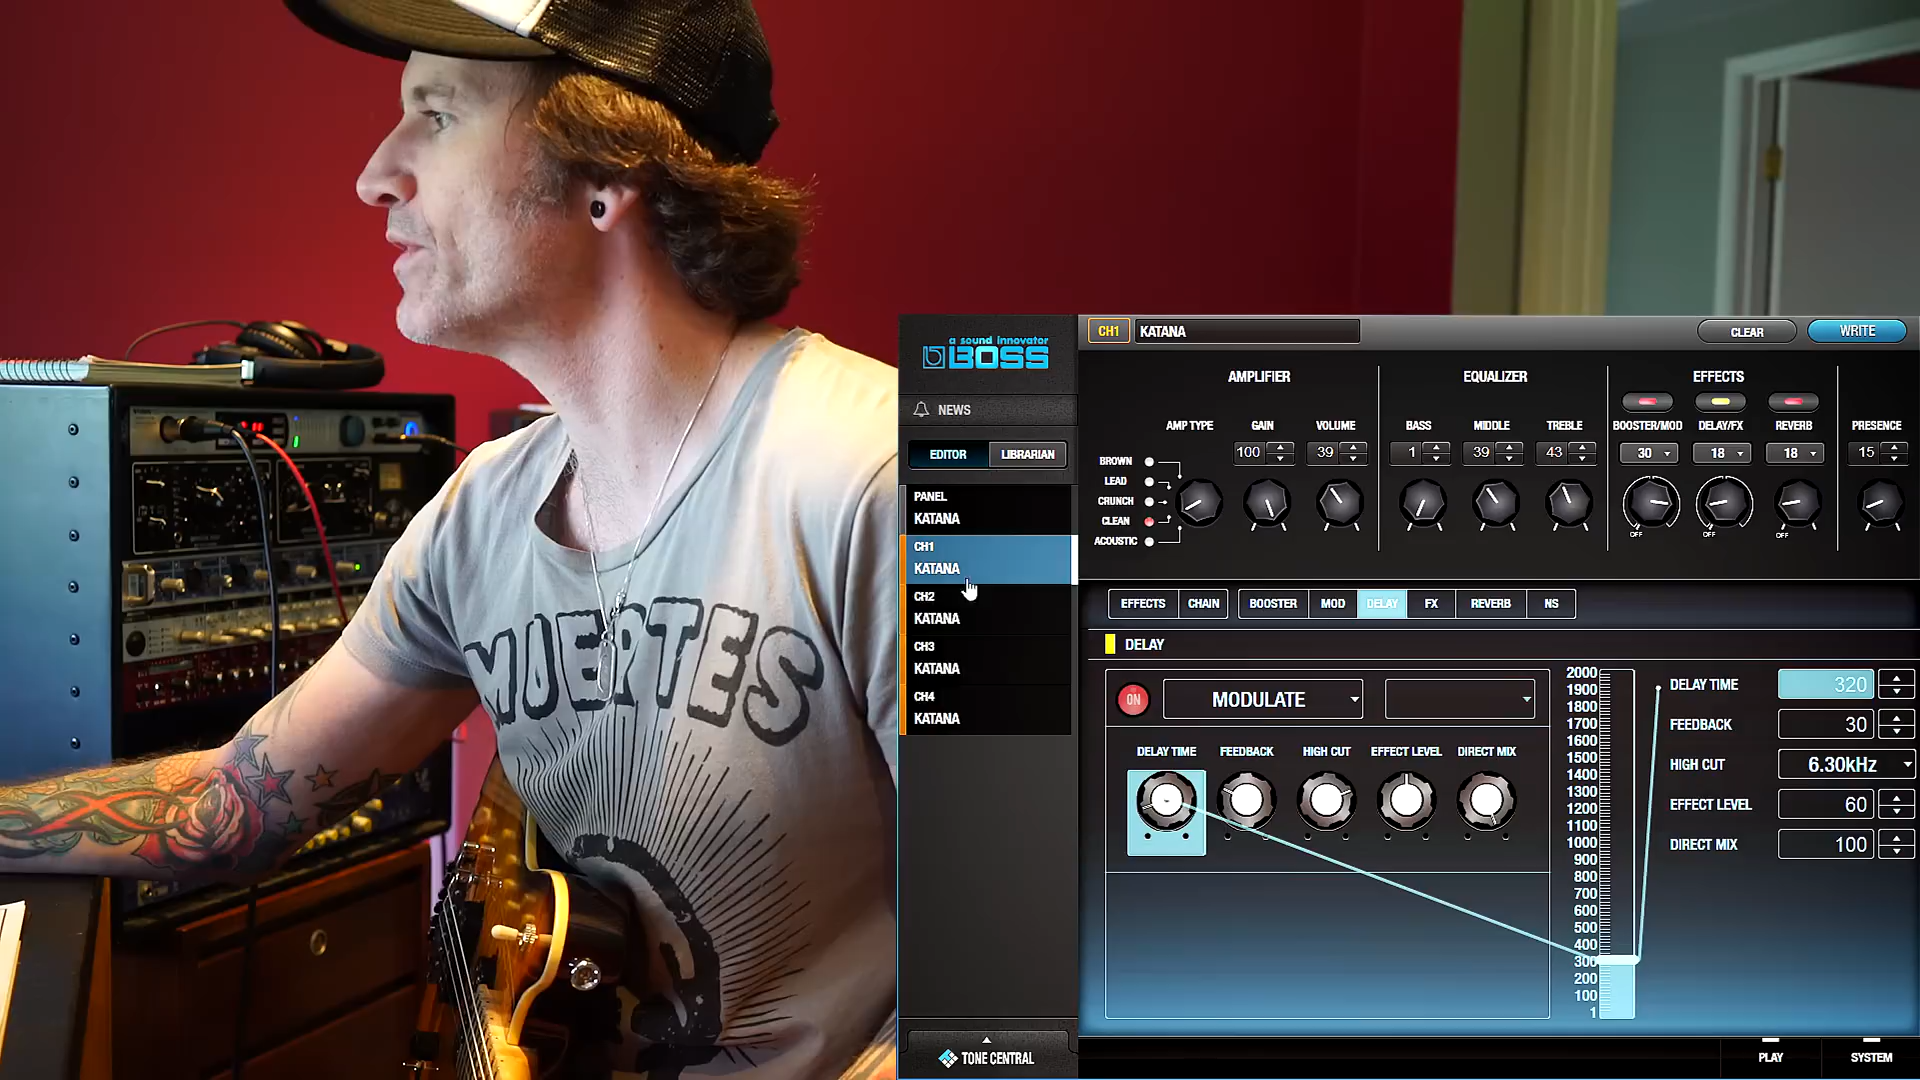 MUERTES
a sound innovator
BOSS
NEWS
EDITOR LIBRARIAN
PANEL
KATANA
CH1
KATANA
CH2
KATANA
CH3
KATANA
CH4
KATANA
TONE CENTRAL
CH1 KATANA CLEAR WRITE
AMPLIFIER EQUALIZER EFFECTS
AMP TYPE GAIN VOLUME BASS MIDDLE TREBLE BOOSTER/MOD DELAY/FX REVERB PRESENCE
100 39 1 39 43 30 18 18 15
BROWN
LEAD
CRUNCH
CLEAN
ACOUSTIC
OFF OFF OFF
EFFECTS CHAIN BOOSTER MOD DELAY FX REVERB NS
DELAY
ON MODULATE
DELAY TIME FEEDBACK HIGH CUT EFFECT LEVEL DIRECT MIX
2000
1900
1800
1700
1600
1500
1400
1300
1200
1100
1000
900
800
700
600
500
400
300
200
100
1
DELAY TIME 320
FEEDBACK 30
HIGH CUT 6.30kHz
EFFECT LEVEL 60
DIRECT MIX 100
PLAY SYSTEM